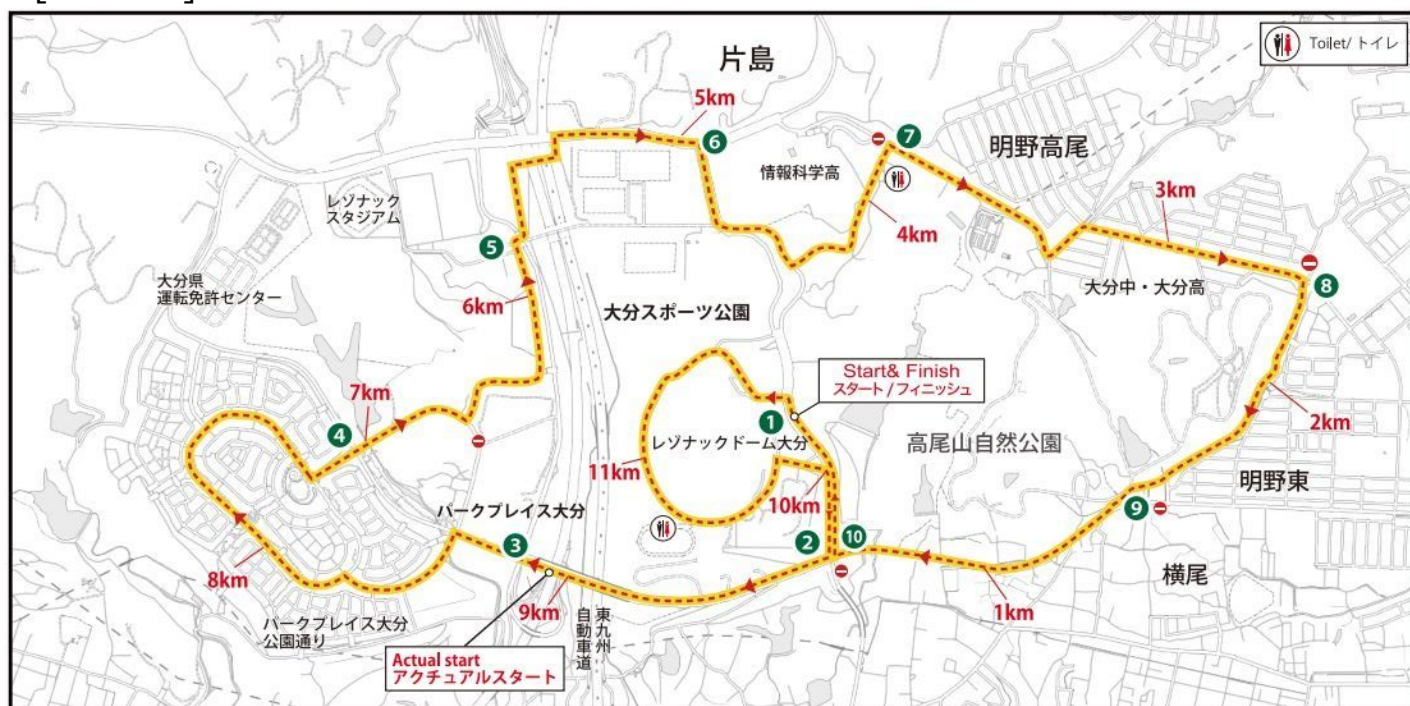 Toilet/ トイレ
片島
5km
6
7
明野高尾
情報科学高
レゾナック
スタジアム
3km
4km
5
8
大分県
運転免許センター
6km
大分スポーツ公園
大分中・大分高
Start& Finish
スタート / フィニッシュ
7km
4
1
2km
レゾナックドーム大分
高尾山自然公園
11km
10km
明野東
9
パークプレイス大分
3
2
10
8km
9km
1km
横尾
パークプレイス大分
公園通り
東九州
自動車道
Actual start
アクチュアルスタート